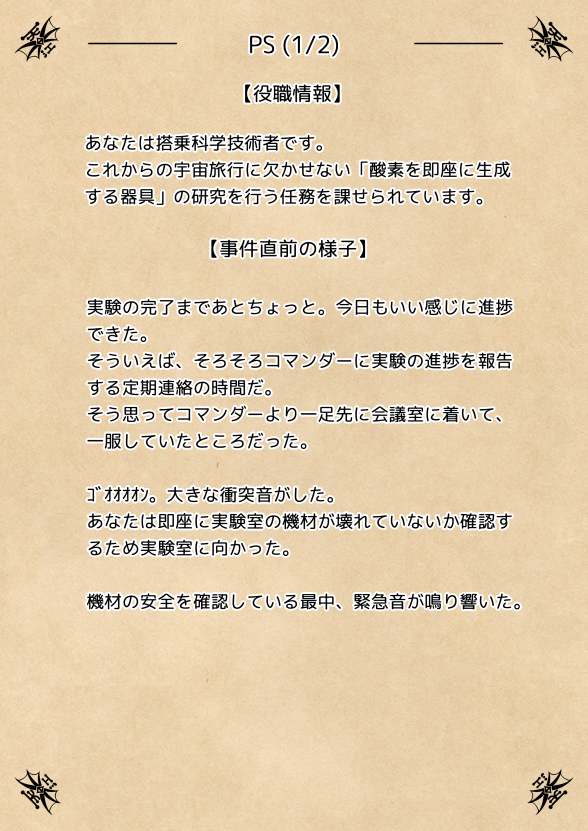 PS (1/2)
【役職情報】
あなたは搭乗科学技術者です。
これからの宇宙旅行に欠かせない「酸素を即座に生成
する器具」の研究を行う任務を課せられています。
【事件直前の様子】
実験の完了まであとちょっと。今日もいい感じに進捗
できた。
そういえば、そろそろコマンダーに実験の進捗を報告
する定期連絡の時間だ。
そう思ってコマンダーより一足先に会議室に着いて、
一服していたところだった。
ｺﾞｵｵｵｵﾝ。大きな衝突音がした。
あなたは即座に実験室の機材が壊れていないか確認す
るため実験室に向かった。
機材の安全を確認している最中、緊急音が鳴り響いた。